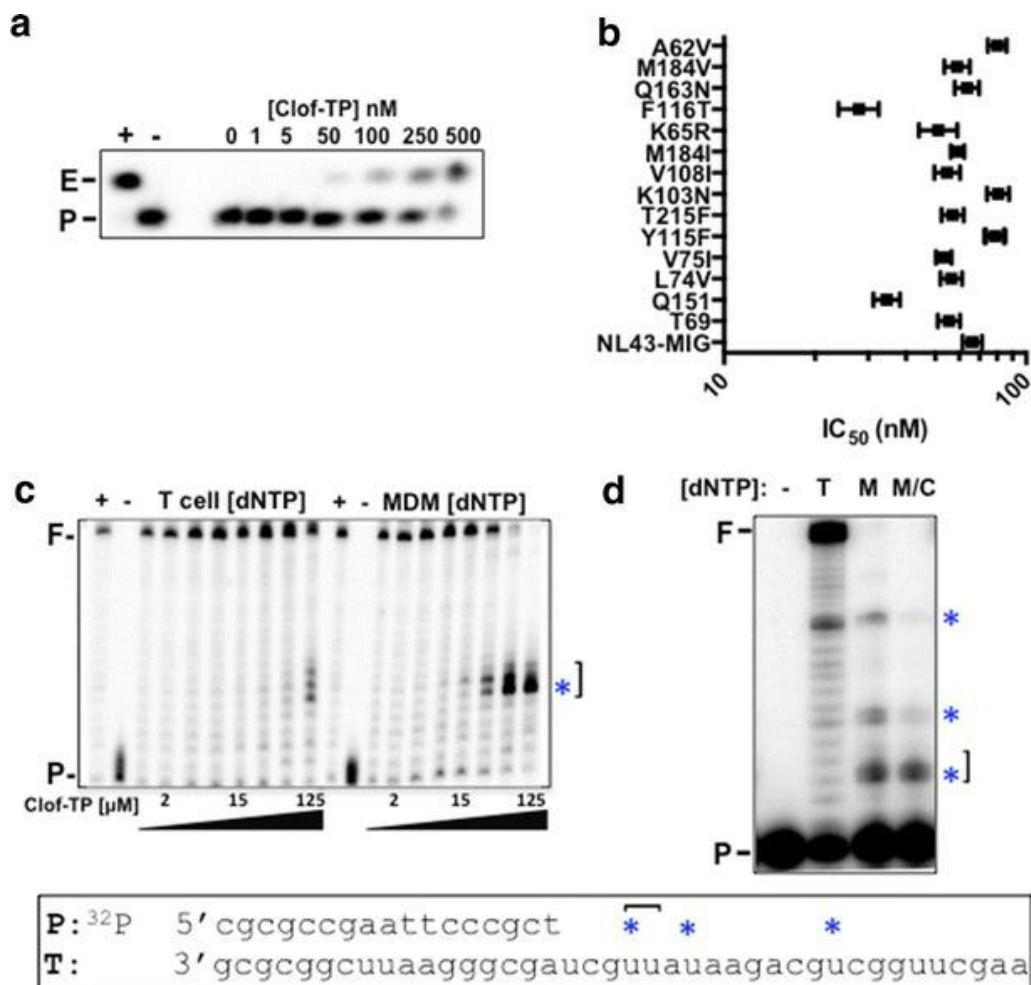 a
[Clof-TP] nM
+ - 0 1 5 50 100 250 500
E-
P-
b
A62V
M184V
Q163N
F116T
K65R
M184I
V108I
K103N
T215F
Y115F
V75I
L74V
Q151
T69
NL43-MIG
10 100
IC50 (nM)
c
+ - T cell [dNTP] + - MDM [dNTP]
F-
* ]
P-
Clof-TP [µM] 2 15 125 2 15 125
d
[dNTP]: - T M M/C
F-
*
*
* ]
P-
P: 32P 5' cgcgccgaattcccgct * * *
T: 3' gcgcggcuuaagggcgaucguuauaagacgucgguucgaa